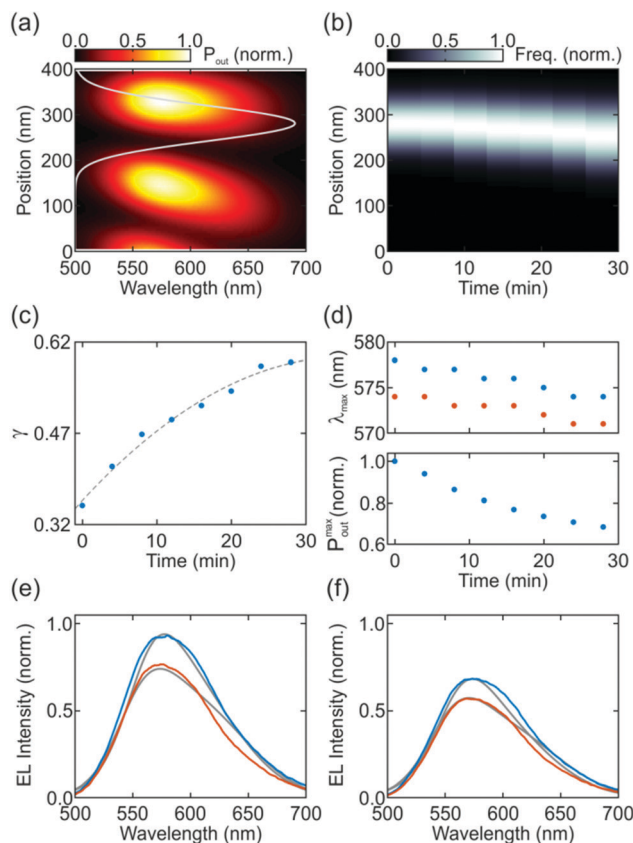 (a)
0.0 0.5 1.0
P_out (norm.)
400
300
200
100
0
Position (nm)
500 550 600 650 700
Wavelength (nm)
(b)
0.0 0.5 1.0
Freq. (norm.)
400
300
200
100
0
Position (nm)
0 10 20 30
Time (min)
(c)
0.62
0.47
0.32
γ
0 10 20 30
Time (min)
(d)
580
575
570
λ_max (nm)
1.0
0.8
0.6
P_out^max (norm.)
0 10 20 30
Time (min)
(e)
1.0
0.5
0.0
EL Intensity (norm.)
500 550 600 650 700
Wavelength (nm)
(f)
1.0
0.5
0.0
EL Intensity (norm.)
500 550 600 650 700
Wavelength (nm)